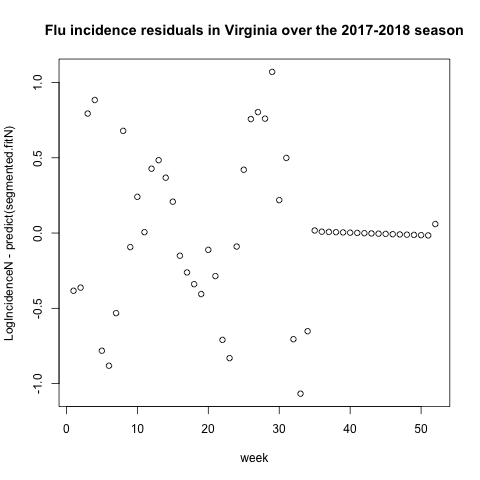 Flu incidence residuals in Virginia over the 2017-2018 season
LogIncidenceN - predict(segmented.fitN)
1.0
0.5
0.0
-0.5
-1.0
0 10 20 30 40 50
week